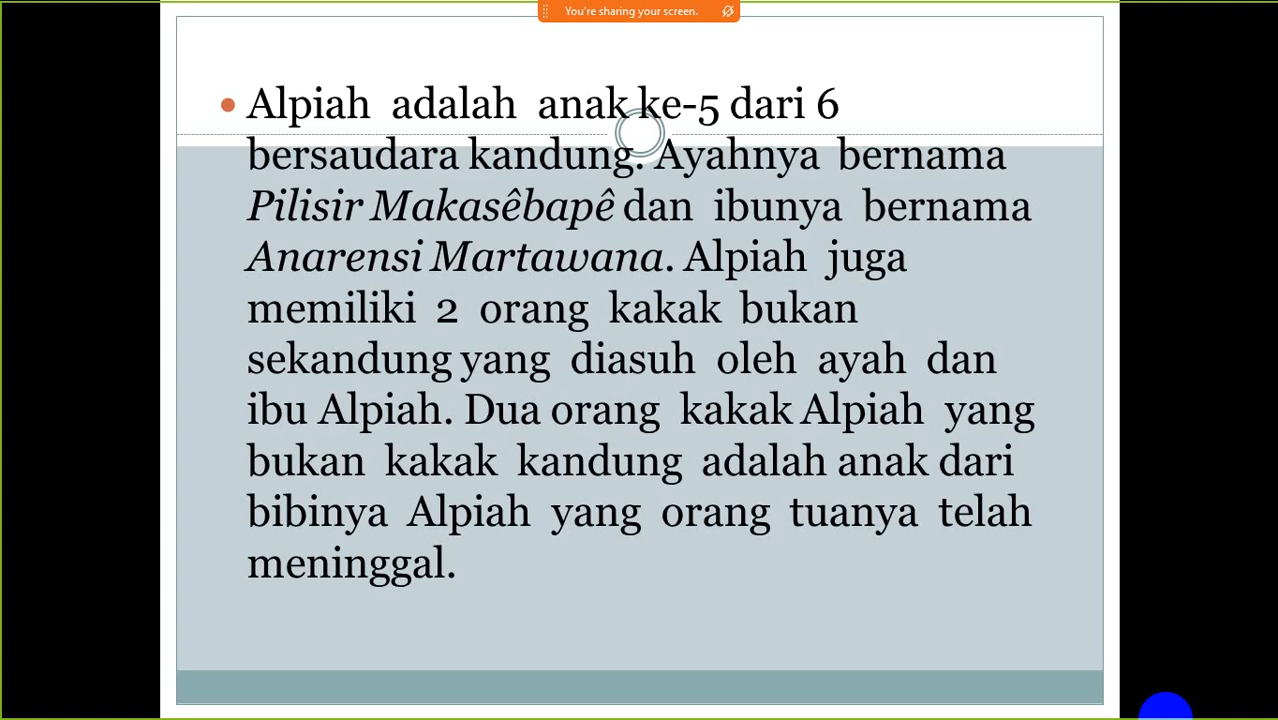 You're sharing your screen.
Alpiah adalah anak ke-5 dari 6
bersaudara kandung. Ayahnya bernama
Pilisir Makasêbapê dan ibunya bernama
Anarensi Martawana. Alpiah juga
memiliki 2 orang kakak bukan
sekandung yang diasuh oleh ayah dan
ibu Alpiah. Dua orang kakak Alpiah yang
bukan kakak kandung adalah anak dari
bibinya Alpiah yang orang tuanya telah
meninggal.